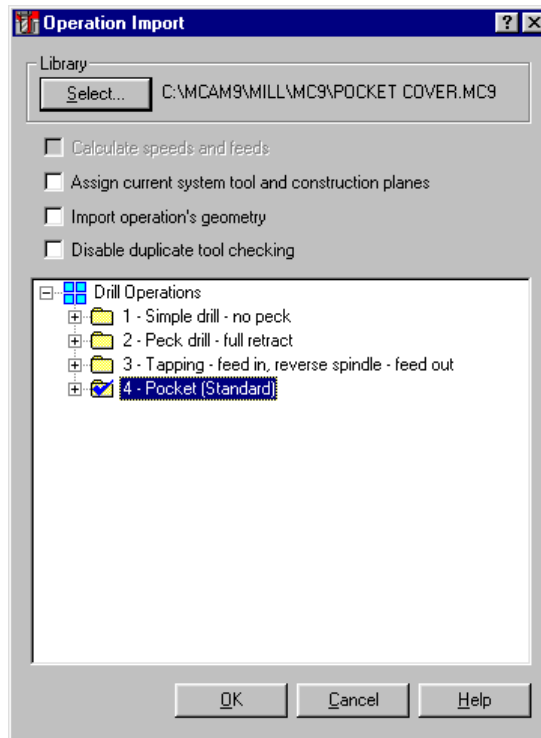 Operation Import
Library
Select... C:\MCAM9\MILL\MC9\POCKET COVER.MC9
Calculate speeds and feeds
Assign current system tool and construction planes
Import operation's geometry
Disable duplicate tool checking
Drill Operations
1 - Simple drill - no peck
2 - Peck drill - full retract
3 - Tapping - feed in, reverse spindle - feed out
4 - Pocket (Standard)
OK Cancel Help